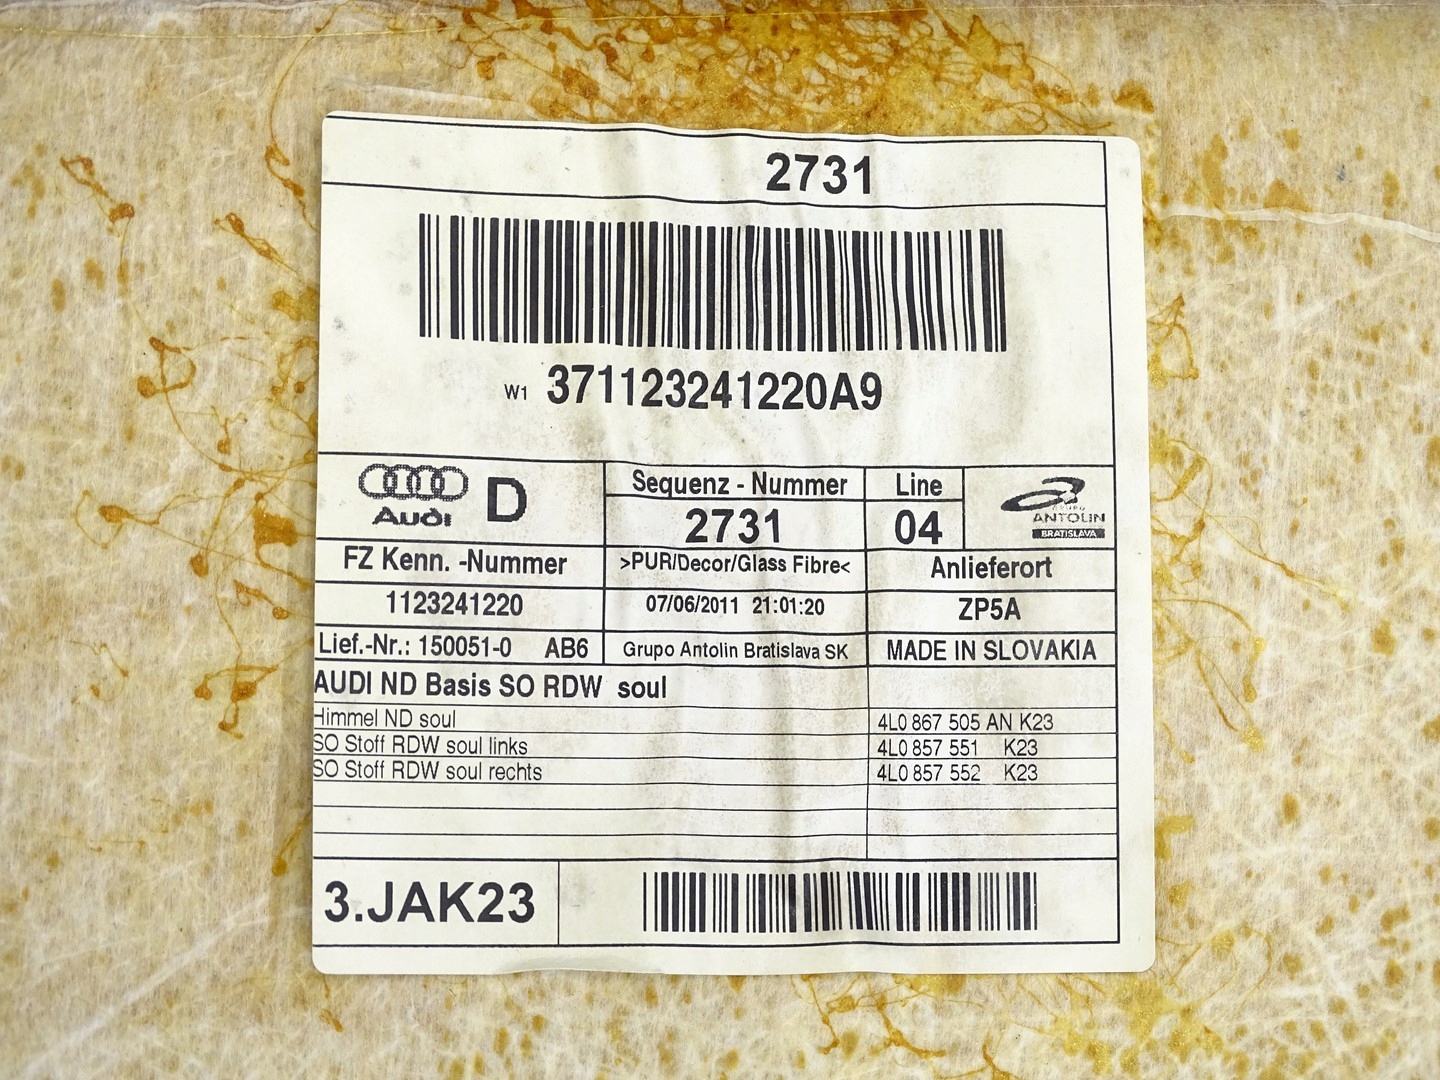 2731
W1 371123241220A9
Audi D
Sequenz - Nummer
2731
Line
04
GRUPO
ANTOLIN
BRATISLAVA
FZ Kenn. -Nummer
>PUR/Decor/Glass Fibre<
Anlieferort
1123241220
07/06/2011 21:01:20
ZP5A
Lief.-Nr.: 150051-0 AB6
Grupo Antolin Bratislava SK
MADE IN SLOVAKIA
AUDI ND Basis SO RDW soul
Himmel ND soul 4L0 867 505 AN K23
SO Stoff RDW soul links 4L0 857 551 K23
SO Stoff RDW soul rechts 4L0 857 552 K23
3.JAK23